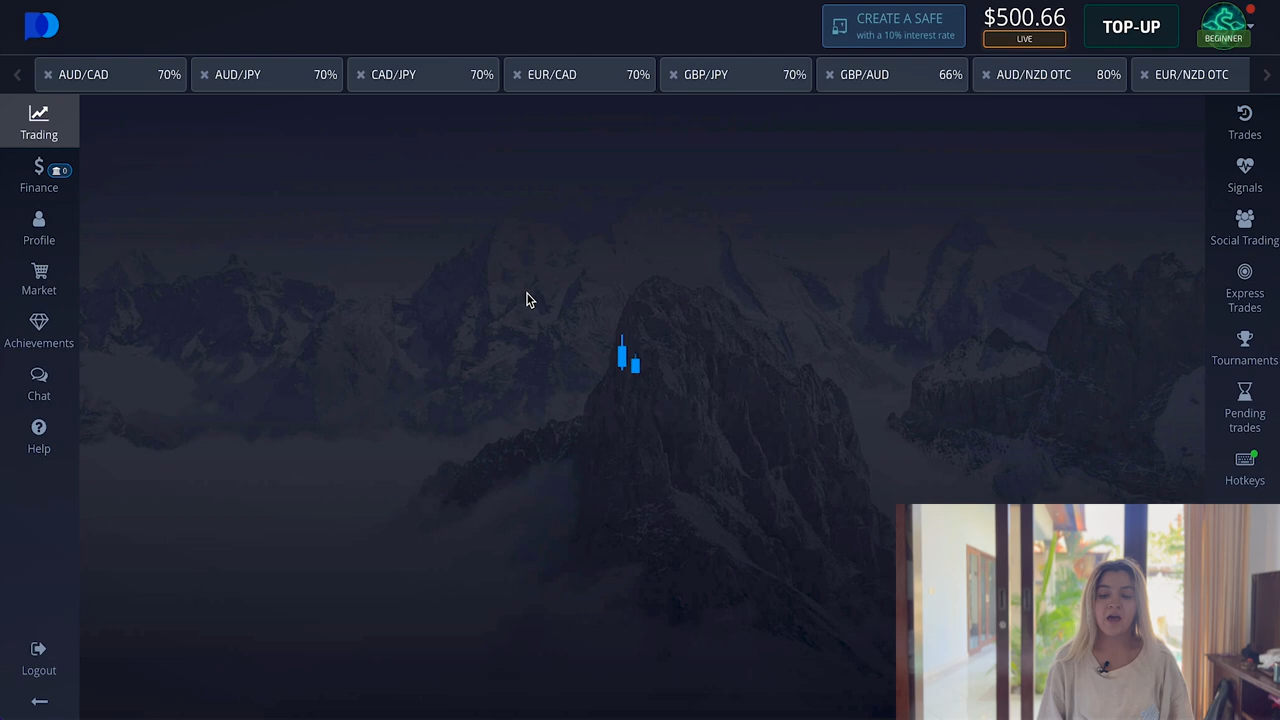 CREATE A SAFE
with a 10% interest rate
$500.66
LIVE
TOP-UP
BEGINNER
AUD/CAD 70%
AUD/JPY 70%
CAD/JPY 70%
EUR/CAD 70%
GBP/JPY 70%
GBP/AUD 66%
AUD/NZD OTC 80%
EUR/NZD OTC
Trading
Finance
0
Profile
Market
Achievements
Chat
Help
Logout
Trades
Signals
Social Trading
Express
Trades
Tournaments
Pending
trades
Hotkeys